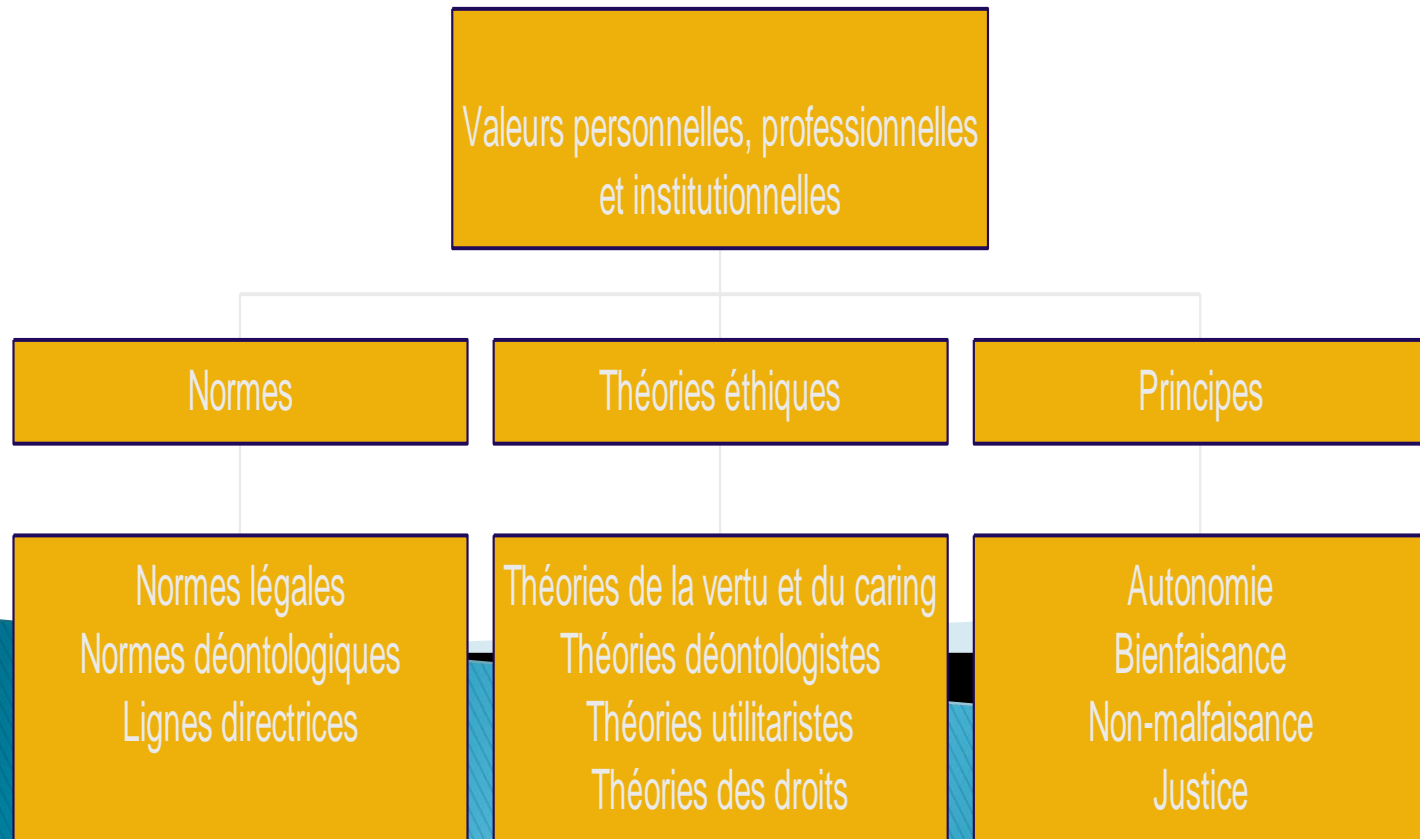 Valeurs personnelles, professionnelles
et institutionnelles
Normes
Théories éthiques
Principes
Normes légales
Normes déontologiques
Lignes directrices
Théories de la vertu et du caring
Théories déontologistes
Théories utilitaristes
Théories des droits
Autonomie
Bienfaisance
Non-malfaisance
Justice